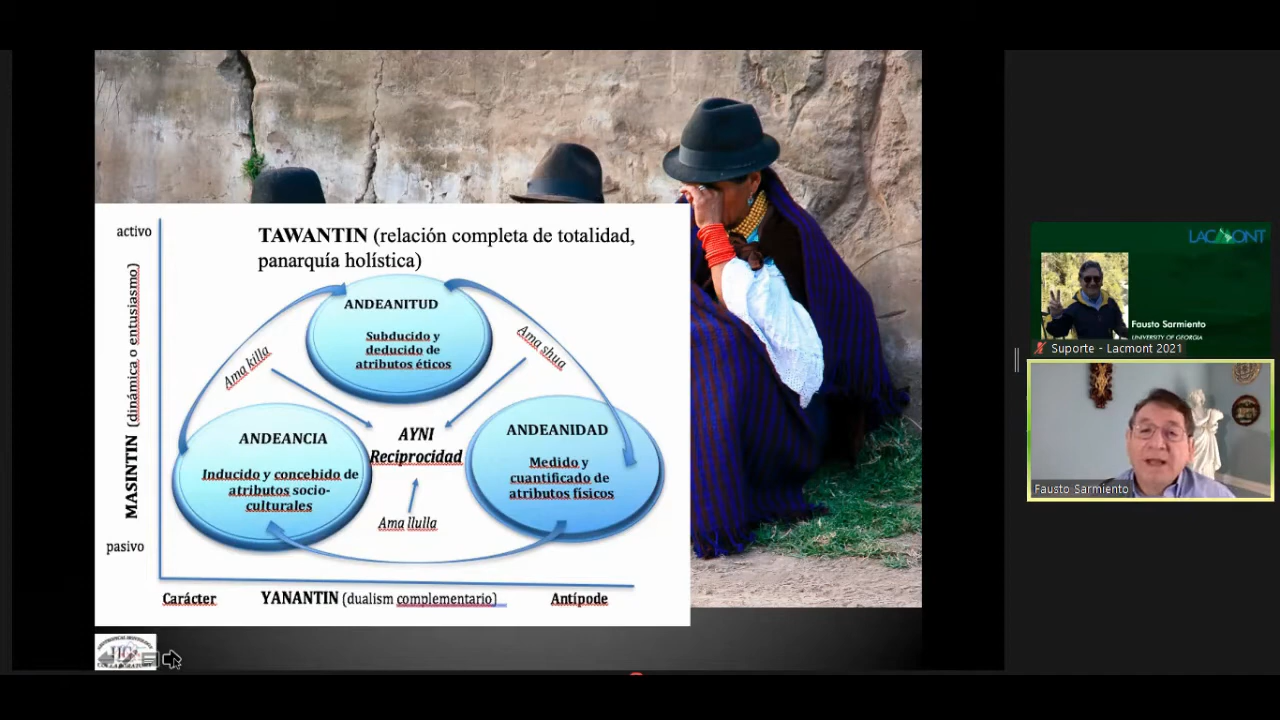 TAWANTIN (relación completa de totalidad,
panarquía holística)
activo
MASINTIN (dinámica o entusiasmo)
pasivo
ANDEANITUD
Subducido y
deducido de
atributos éticos
Ama killa
Ama shua
ANDEANCIA
Inducido y concebido de
atributos socio-
culturales
AYNI
Reciprocidad
ANDEANIDAD
Medido y
cuantificado de
atributos físicos
Ama llulla
Carácter
YANANTIN (dualism complementario)
Antípode
LACMONT
Fausto Sarmiento
UNIVERSITY OF GEORGIA
Suporte - Lacmont 2021
Fausto Sarmiento